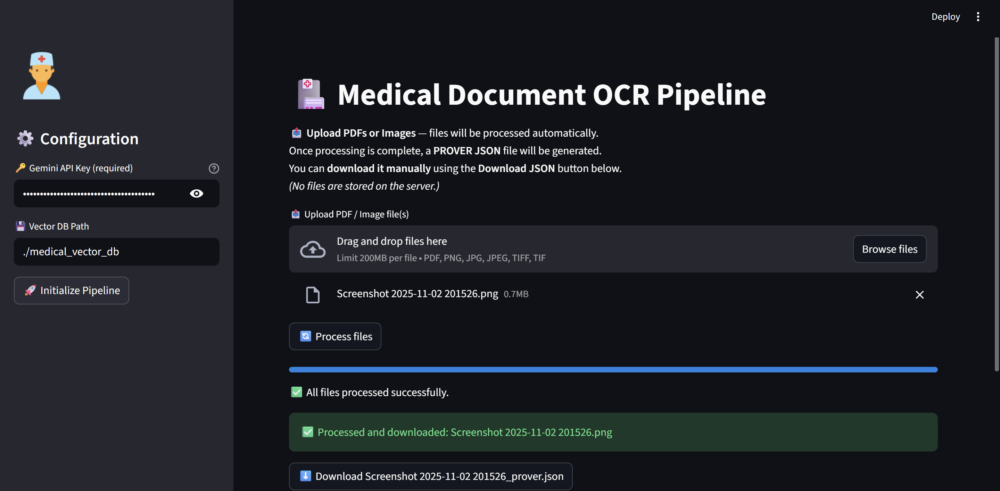 Deploy
Configuration
Gemini API Key (required)
••••••••••••••••••••••••••••••••••••••
Vector DB Path
./medical_vector_db
Initialize Pipeline
Medical Document OCR Pipeline
Upload PDFs or Images — files will be processed automatically.
Once processing is complete, a PROVER JSON file will be generated.
You can download it manually using the Download JSON button below.
(No files are stored on the server.)
Upload PDF / Image file(s)
Drag and drop files here
Limit 200MB per file • PDF, PNG, JPG, JPEG, TIFF, TIF
Browse files
Screenshot 2025-11-02 201526.png 0.7MB
Process files
All files processed successfully.
Processed and downloaded: Screenshot 2025-11-02 201526.png
Download Screenshot 2025-11-02 201526_prover.json